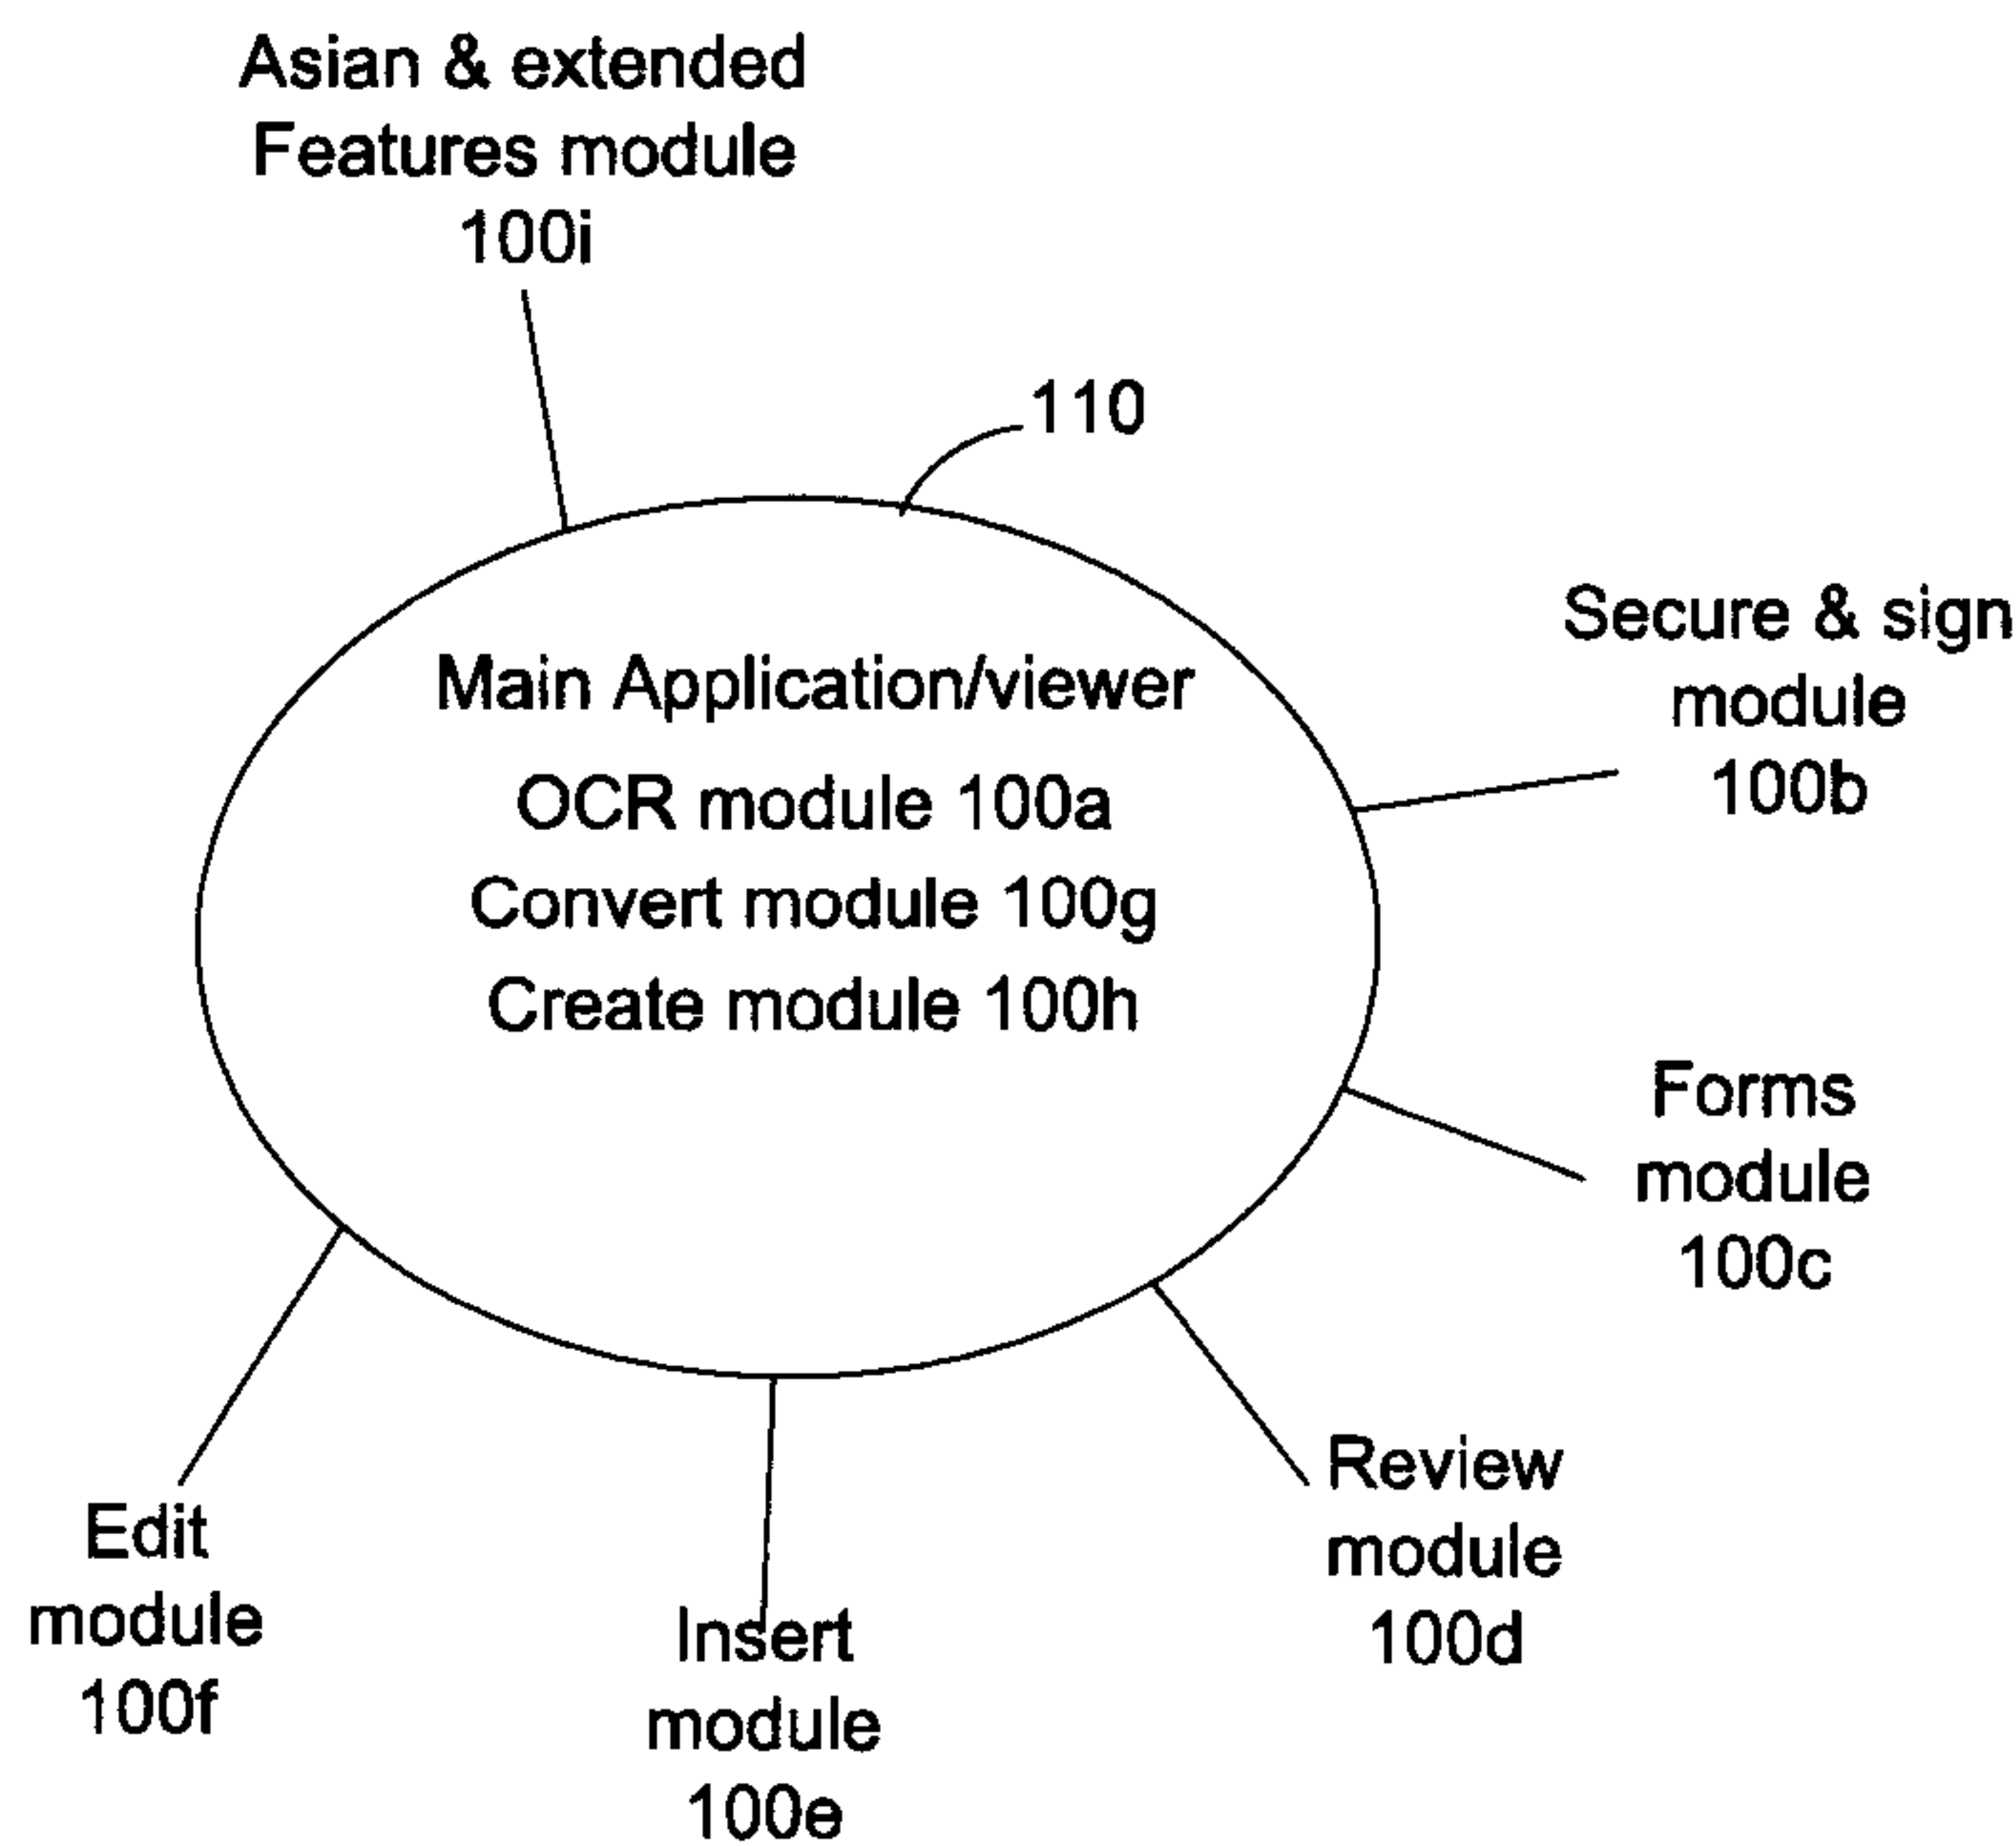 Asian & extended
Features module
100i
110
Secure & sign
module
100b
Main Application/viewer
OCR module 100a
Convert module 100g
Create module 100h
Forms
module
100c
Review
module
100d
Edit
module
100f
Insert
module
100e